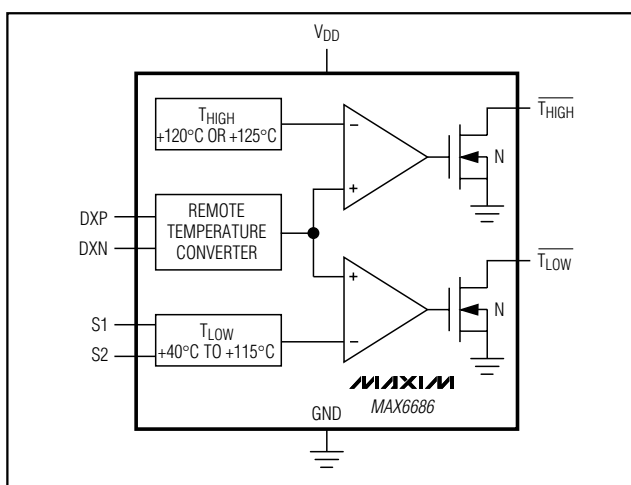 VDD
THIGH
+120°C OR +125°C
THIGH
−
N
+
DXP
REMOTE
TEMPERATURE
CONVERTER
DXN
TLOW
+
N
S1
TLOW
+40°C TO +115°C
−
S2
MAXIM
MAX6686
GND